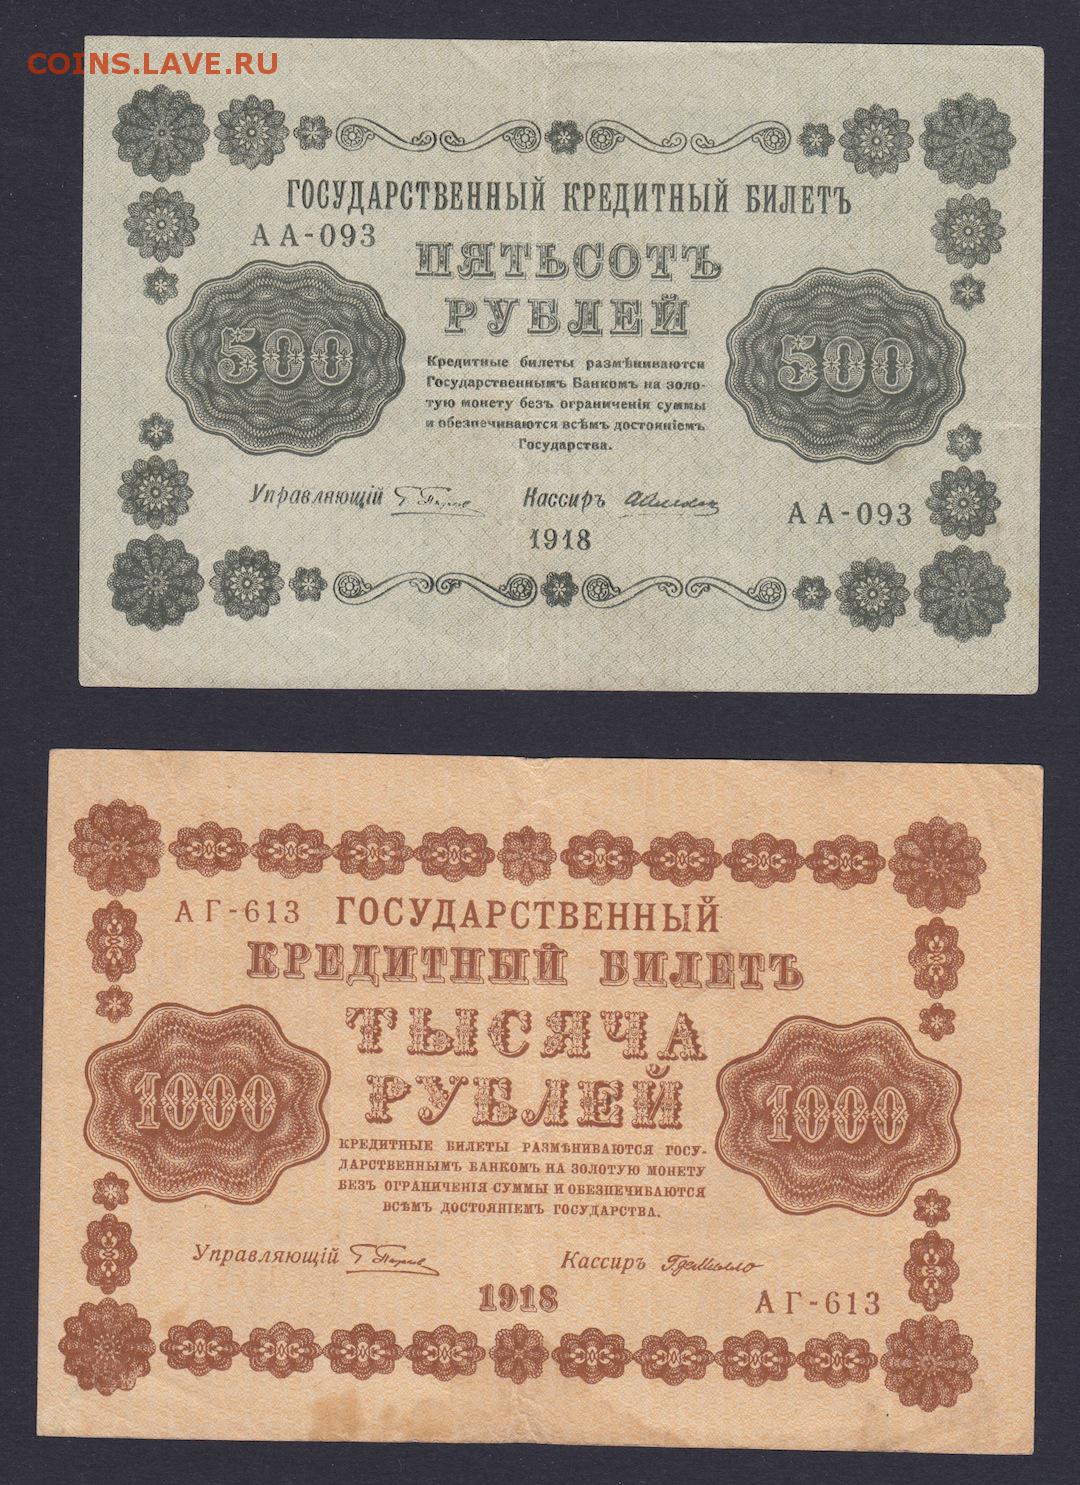 COINS.LAVE.RU
ГОСУДАРСТВЕННЫЙ КРЕДИТНЫЙ БИЛЕТЪ
АА-093
ПЯТЬСОТЪ
РУБЛЕЙ
500
500
Кредитные билеты размѣниваются
Государственнымъ Банкомъ на золо-
тую монету безъ ограниченія суммы
и обезпечиваются всѣмъ достояніемъ
Государства.
Управляющій
Кассиръ
АА-093
1918
АГ-613 ГОСУДАРСТВЕННЫЙ
КРЕДИТНЫЙ БИЛЕТЪ
ТЫСЯЧА
РУБЛЕЙ
1000
1000
КРЕДИТНЫЕ БИЛЕТЫ РАЗМѢНИВАЮТСЯ ГОСУ-
ДАРСТВЕННЫМЪ БАНКОМЪ НА ЗОЛОТУЮ МОНЕТУ
БЕЗЪ ОГРАНИЧЕНІЯ СУММЫ И ОБЕЗПЕЧИВАЮТСЯ
ВСѢМЪ ДОСТОЯНІЕМЪ ГОСУДАРСТВА.
Управляющій
Кассиръ
1918
АГ-613